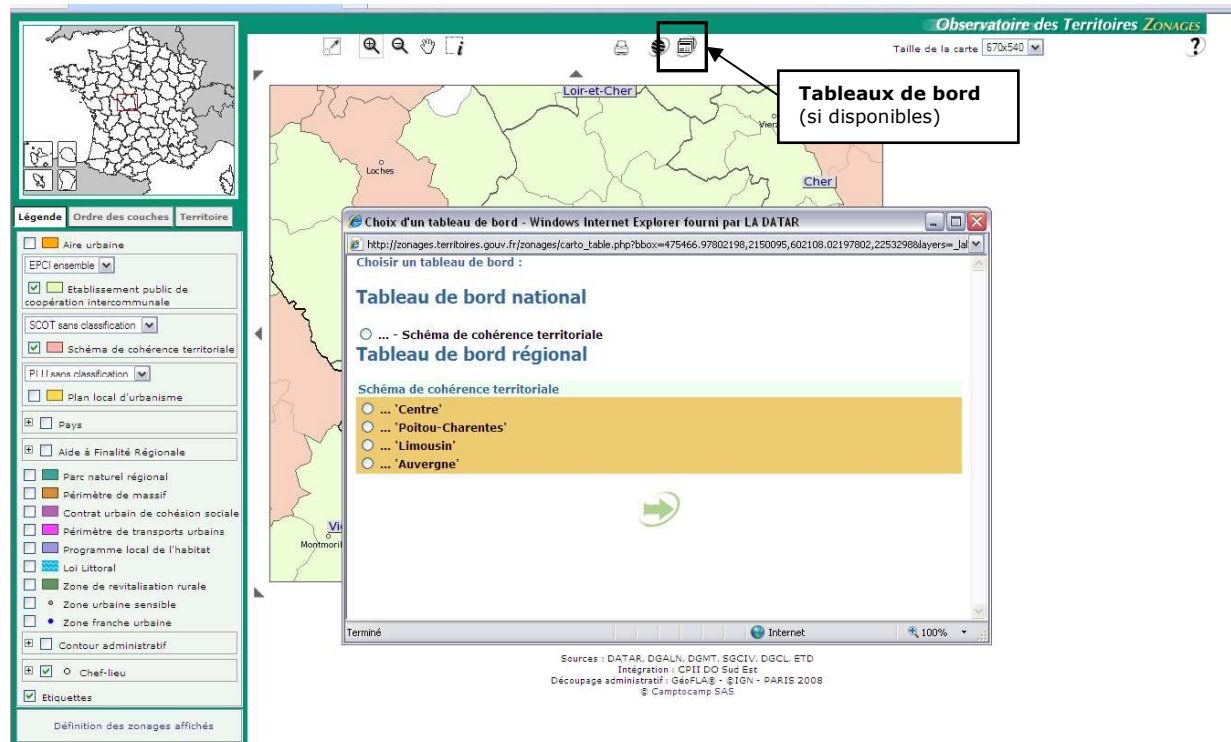 Observatoire des Territoires ZONAGES
Taille de la carte 670x540
?
Tableaux de bord
(si disponibles)
Loir-et-Cher
Loches
Cher
Légende Ordre des couches Territoire
Aire urbaine
EPCI ensemble
Etablissement public de
coopération intercommunale
SCOT sans classification
Schéma de cohérence territoriale
PLU sans classification
Plan local d'urbanisme
Pays
Aide à Finalité Régionale
Parc naturel régional
Périmètre de massif
Contrat urbain de cohésion sociale
Périmètre de transports urbains
Programme local de l'habitat
Loi Littoral
Zone de revitalisation rurale
Zone urbaine sensible
Zone franche urbaine
Contour administratif
Chef-lieu
Etiquettes
Définition des zonages affichés
Choix d'un tableau de bord - Windows Internet Explorer fourni par LA DATAR
http://zonages.territoires.gouv.fr/zonages/carto_table.php?bbox=475466.97802198,2150095,602108.02197802,2253298&layers=_lal
Choisir un tableau de bord :
Tableau de bord national
... - Schéma de cohérence territoriale
Tableau de bord régional
Schéma de cohérence territoriale
... 'Centre'
... 'Poitou-Charentes'
... 'Limousin'
... 'Auvergne'
Vi
Montmoril
Terminé Internet 100%
Sources : DATAR, DGALN, DGMT, SGCIV, DGCL, ETD
Intégration : CPII DO Sud Est
Découpage administratif : GéoFLA® - ©IGN - PARIS 2008
© Camptocamp SAS